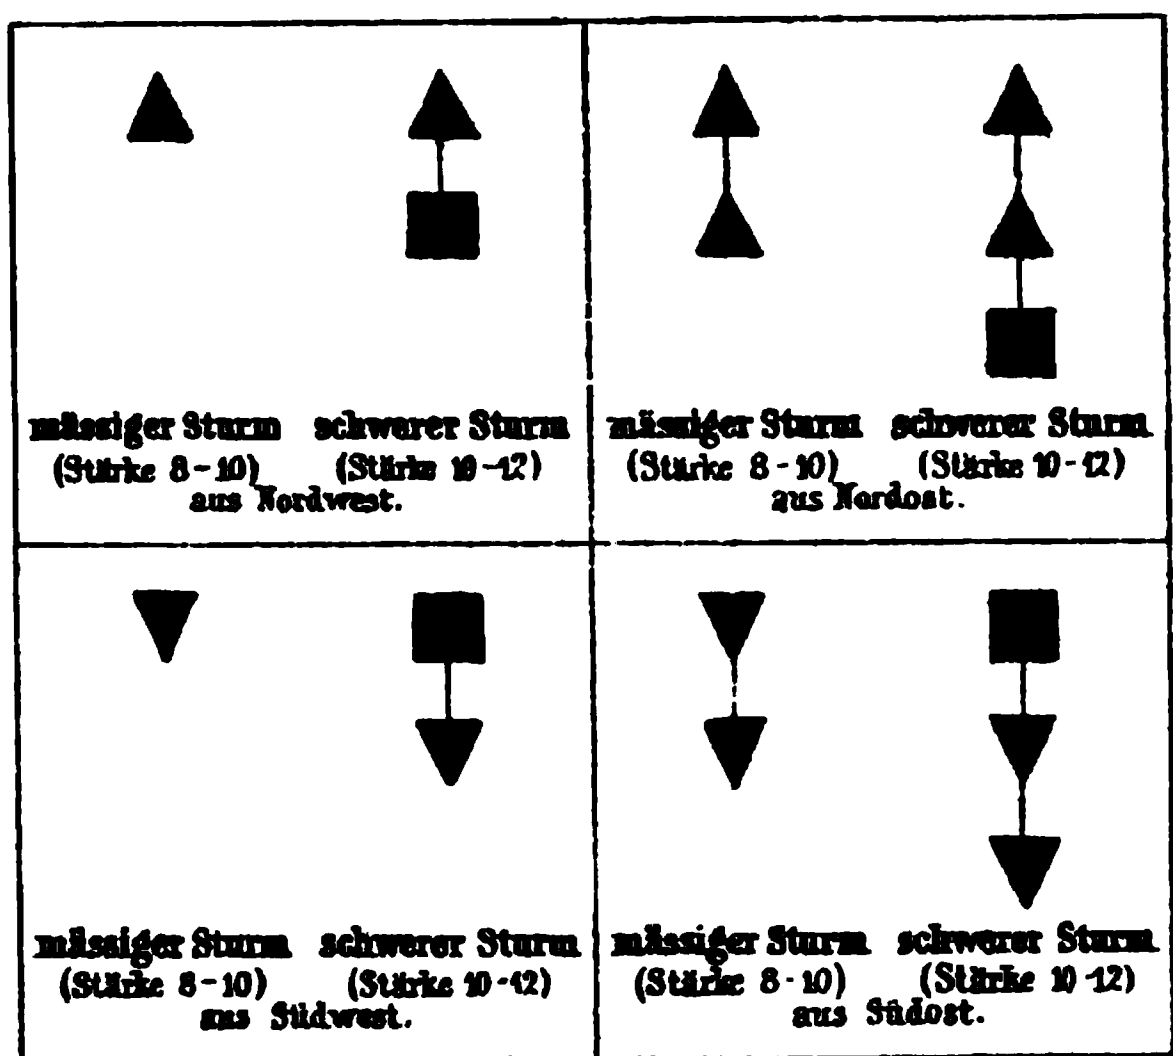 mässiger Sturm schwerer Sturm
(Stärke 8-10) (Stärke 10-12)
aus Nordwest.
mässiger Sturm schwerer Sturm
(Stärke 8-10) (Stärke 10-12)
aus Nordost.
mässiger Sturm schwerer Sturm
(Stärke 8-10) (Stärke 10-12)
aus Südwest.
mässiger Sturm schwerer Sturm
(Stärke 8-10) (Stärke 10-12)
aus Südost.